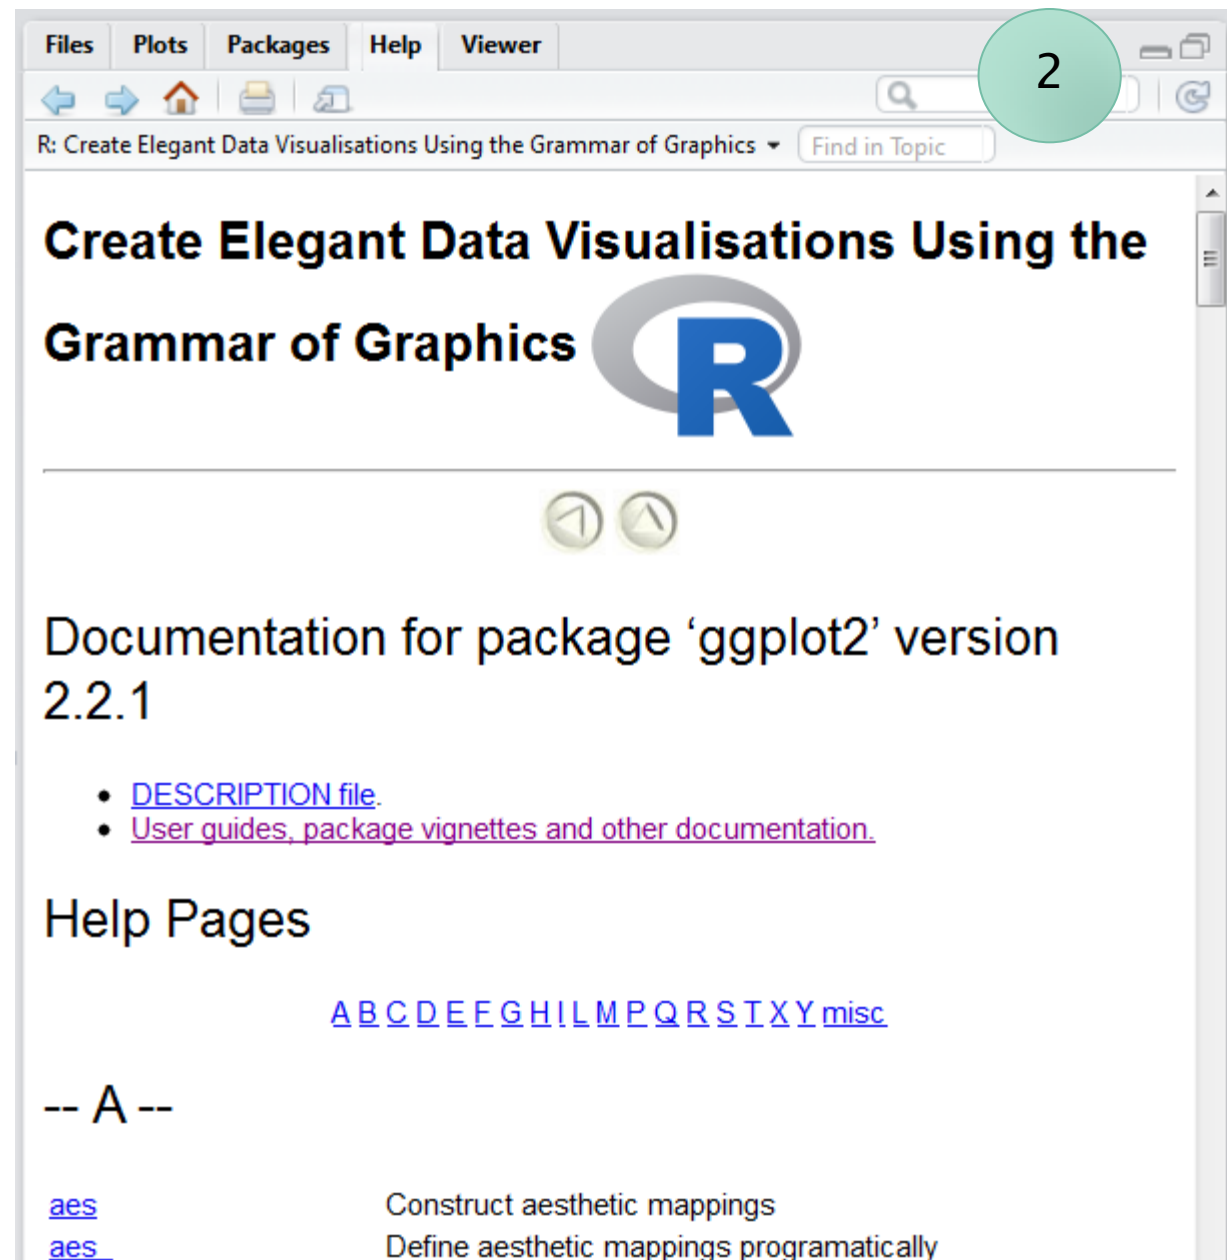 Files Plots Packages Help Viewer
2
R: Create Elegant Data Visualisations Using the Grammar of Graphics Find in Topic
Create Elegant Data Visualisations Using the
Grammar of Graphics R
Documentation for package ‘ggplot2’ version
2.2.1
DESCRIPTION file.
User guides, package vignettes and other documentation.
Help Pages
A B C D E F G H I L M P Q R S T X Y misc
-- A --
aes Construct aesthetic mappings
aes_ Define aesthetic mappings programatically